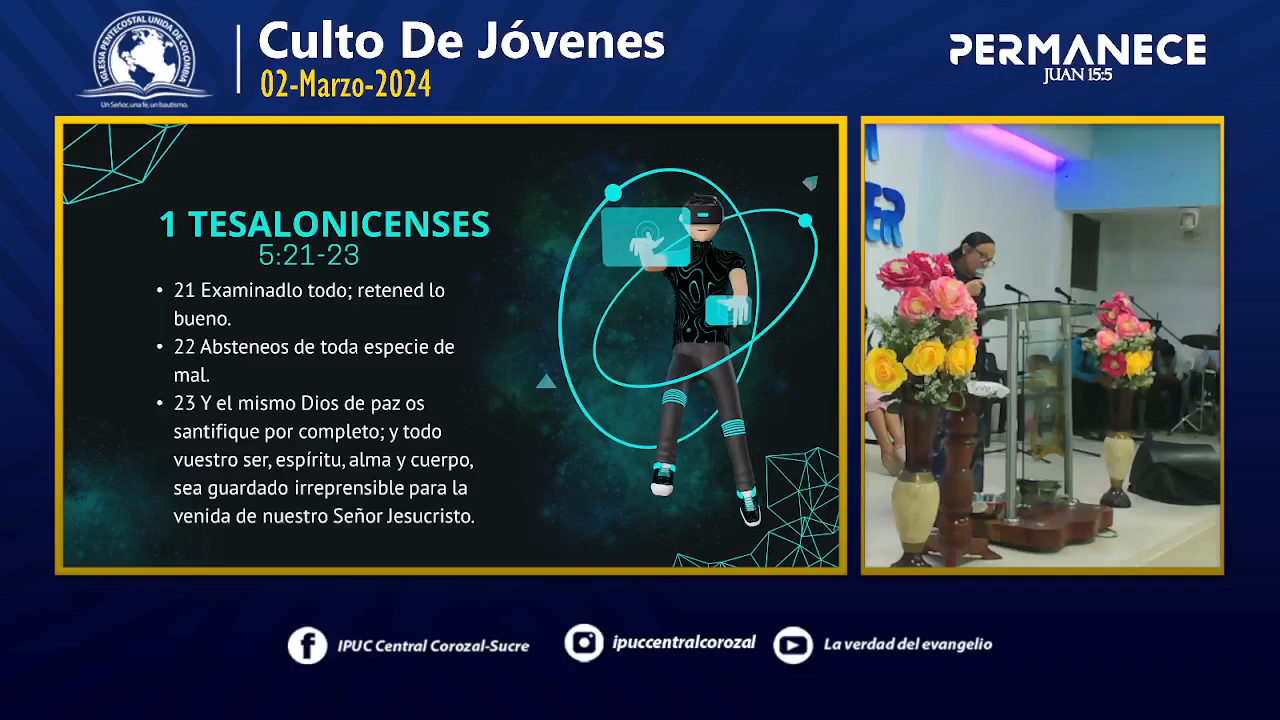 IGLESIA PENTECOSTAL UNIDA DE COLOMBIA
Un Señor, una fe, un bautismo.
Culto De Jóvenes
02-Marzo-2024
PERMANECE
JUAN 15:5
1 TESALONICENSES
5:21-23
• 21 Examinadlo todo; retened lo
bueno.
• 22 Absteneos de toda especie de
mal.
• 23 Y el mismo Dios de paz os
santifique por completo; y todo
vuestro ser, espíritu, alma y cuerpo,
sea guardado irreprensible para la
venida de nuestro Señor Jesucristo.
IPUC Central Corozal-Sucre
ipuccentralcorozal
La verdad del evangelio